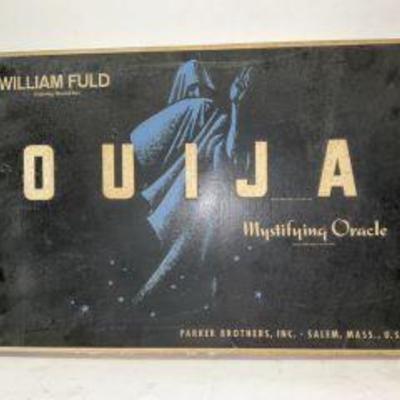 WILLIAM FULD
OUIJA
Mystifying Oracle
PARKER BROTHERS, INC. · SALEM, MASS., U.S